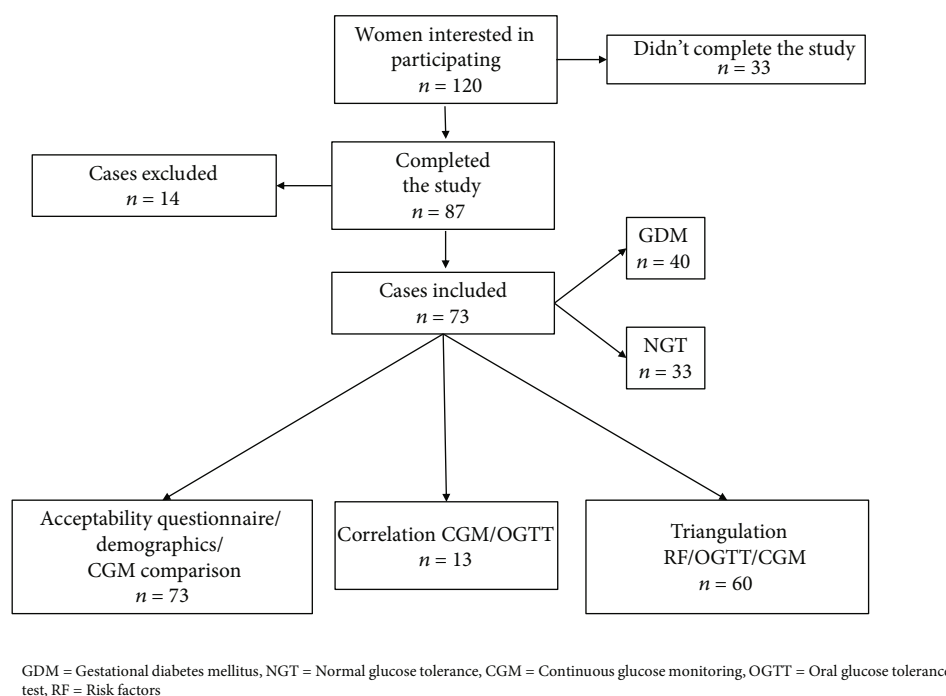 Women interested in
participating
n = 120
Didn't complete the study
n = 33
Completed
the study
n = 87
Cases excluded
n = 14
GDM
n = 40
Cases included
n = 73
NGT
n = 33
Acceptability questionnaire/
demographics/
CGM comparison
n = 73
Correlation CGM/OGTT
n = 13
Triangulation
RF/OGTT/CGM
n = 60
GDM = Gestational diabetes mellitus, NGT = Normal glucose tolerance, CGM = Continuous glucose monitoring, OGTT = Oral glucose tolerance
test, RF = Risk factors